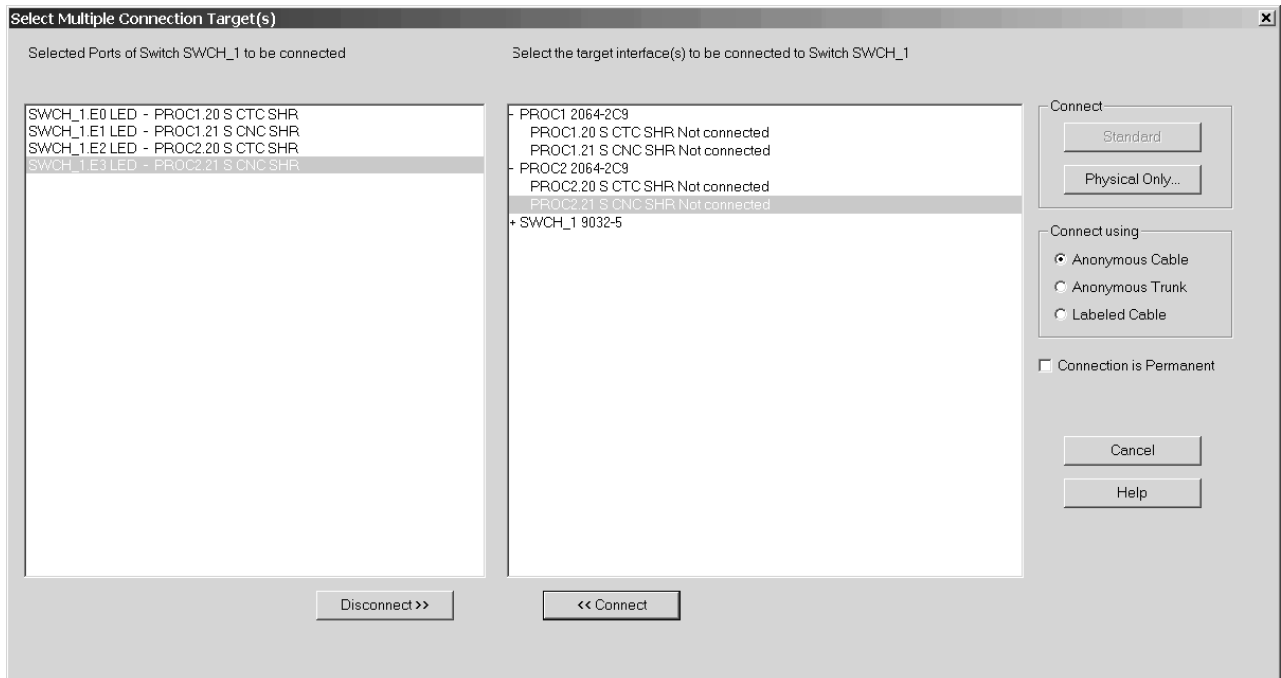 Select Multiple Connection Target(s)
Selected Ports of Switch SWCH_1 to be connected
Select the target interface(s) to be connected to Switch SWCH_1
SWCH_1.E0 LED - PROC1.20 S CTC SHR
SWCH_1.E1 LED - PROC1.21 S CNC SHR
SWCH_1.E2 LED - PROC2.20 S CTC SHR
SWCH_1.E3 LED - PROC2.21 S CNC SHR
- PROC1 2064-2C9
PROC1.20 S CTC SHR Not connected
PROC1.21 S CNC SHR Not connected
- PROC2 2064-2C9
PROC2.20 S CTC SHR Not connected
PROC2.21 S CNC SHR Not connected
+ SWCH_1 9032-5
Connect
Standard
Physical Only...
Connect using
Anonymous Cable
Anonymous Trunk
Labeled Cable
Connection is Permanent
Cancel
Help
Disconnect >>
<< Connect